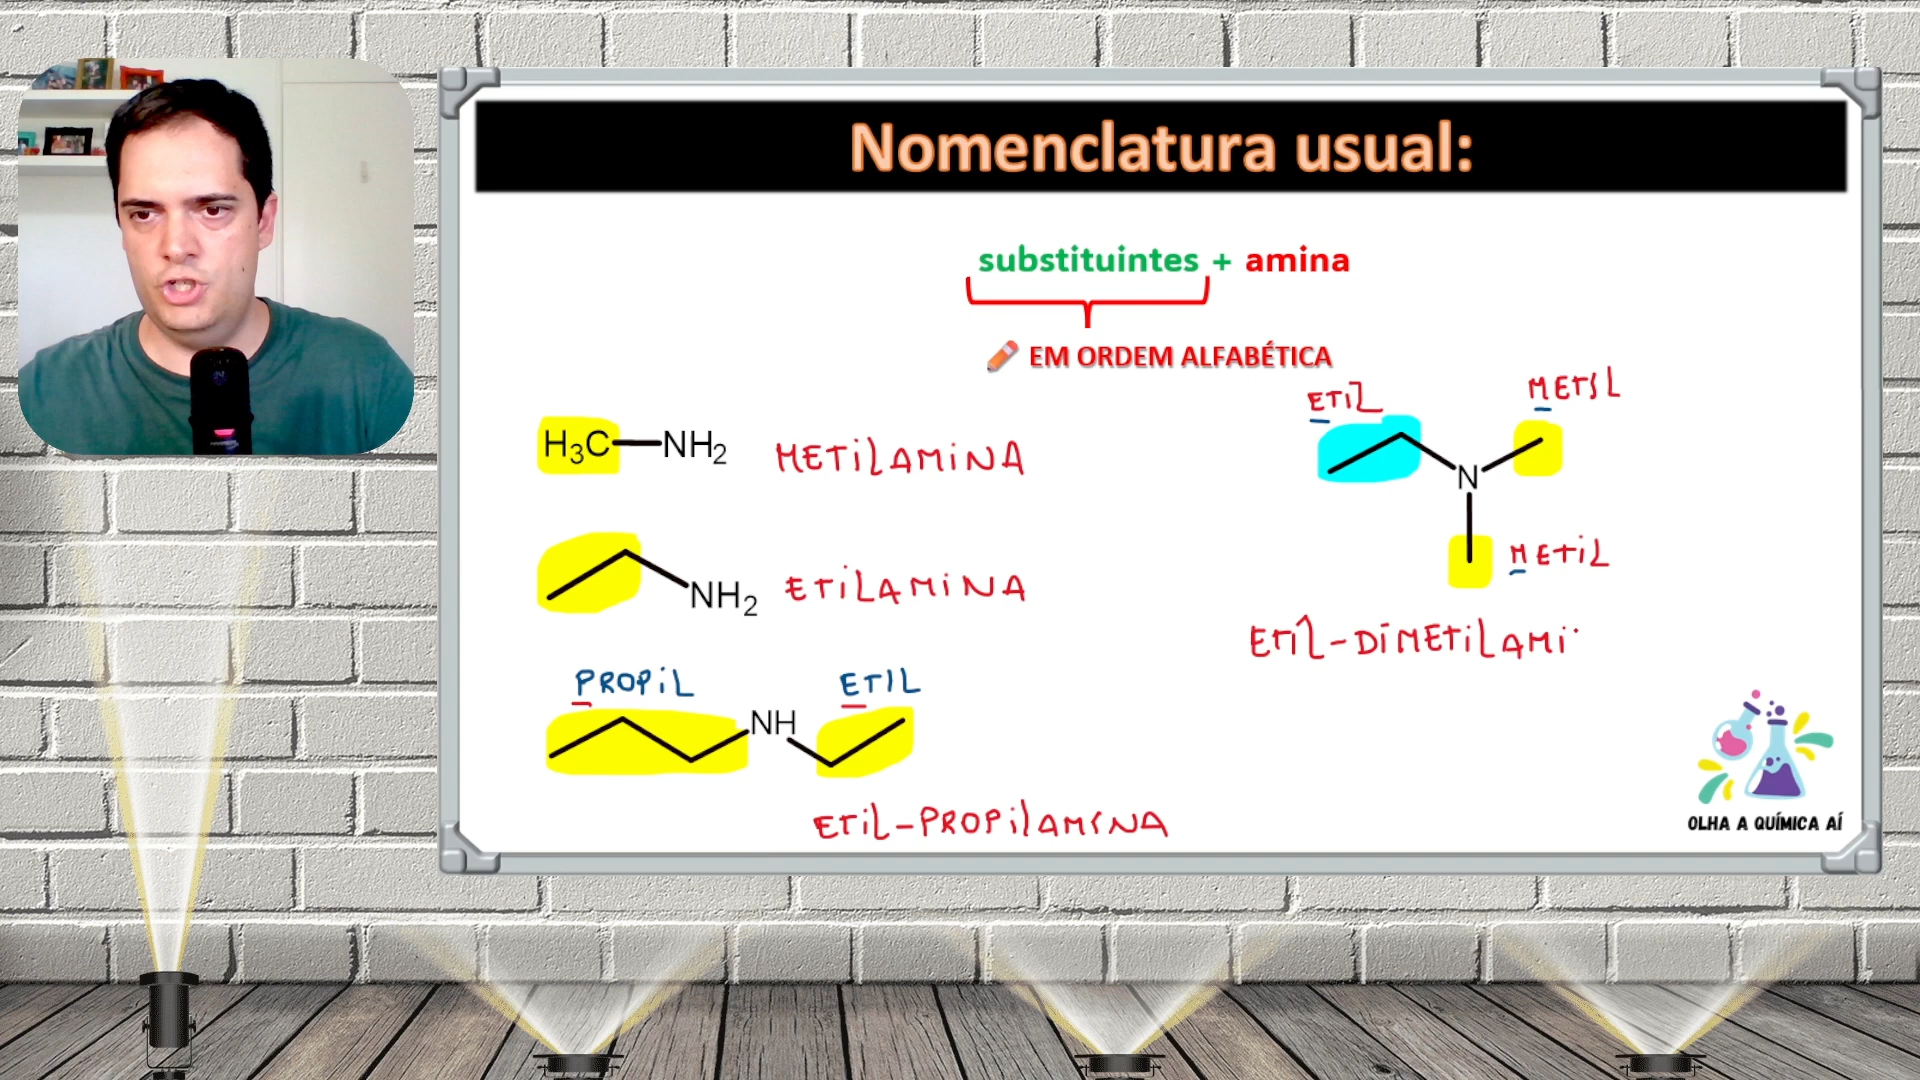 Nomenclatura usual:
substituintes + amina
EM ORDEM ALFABÉTICA
H3C—NH2 METILAMINA
NH2 ETILAMINA
PROPIL ETIL
NH
ETIL-PROPILAMINA
ETIL METIL
N
METIL
ETIL-DIMETILAMI
OLHA A QUÍMICA AÍ